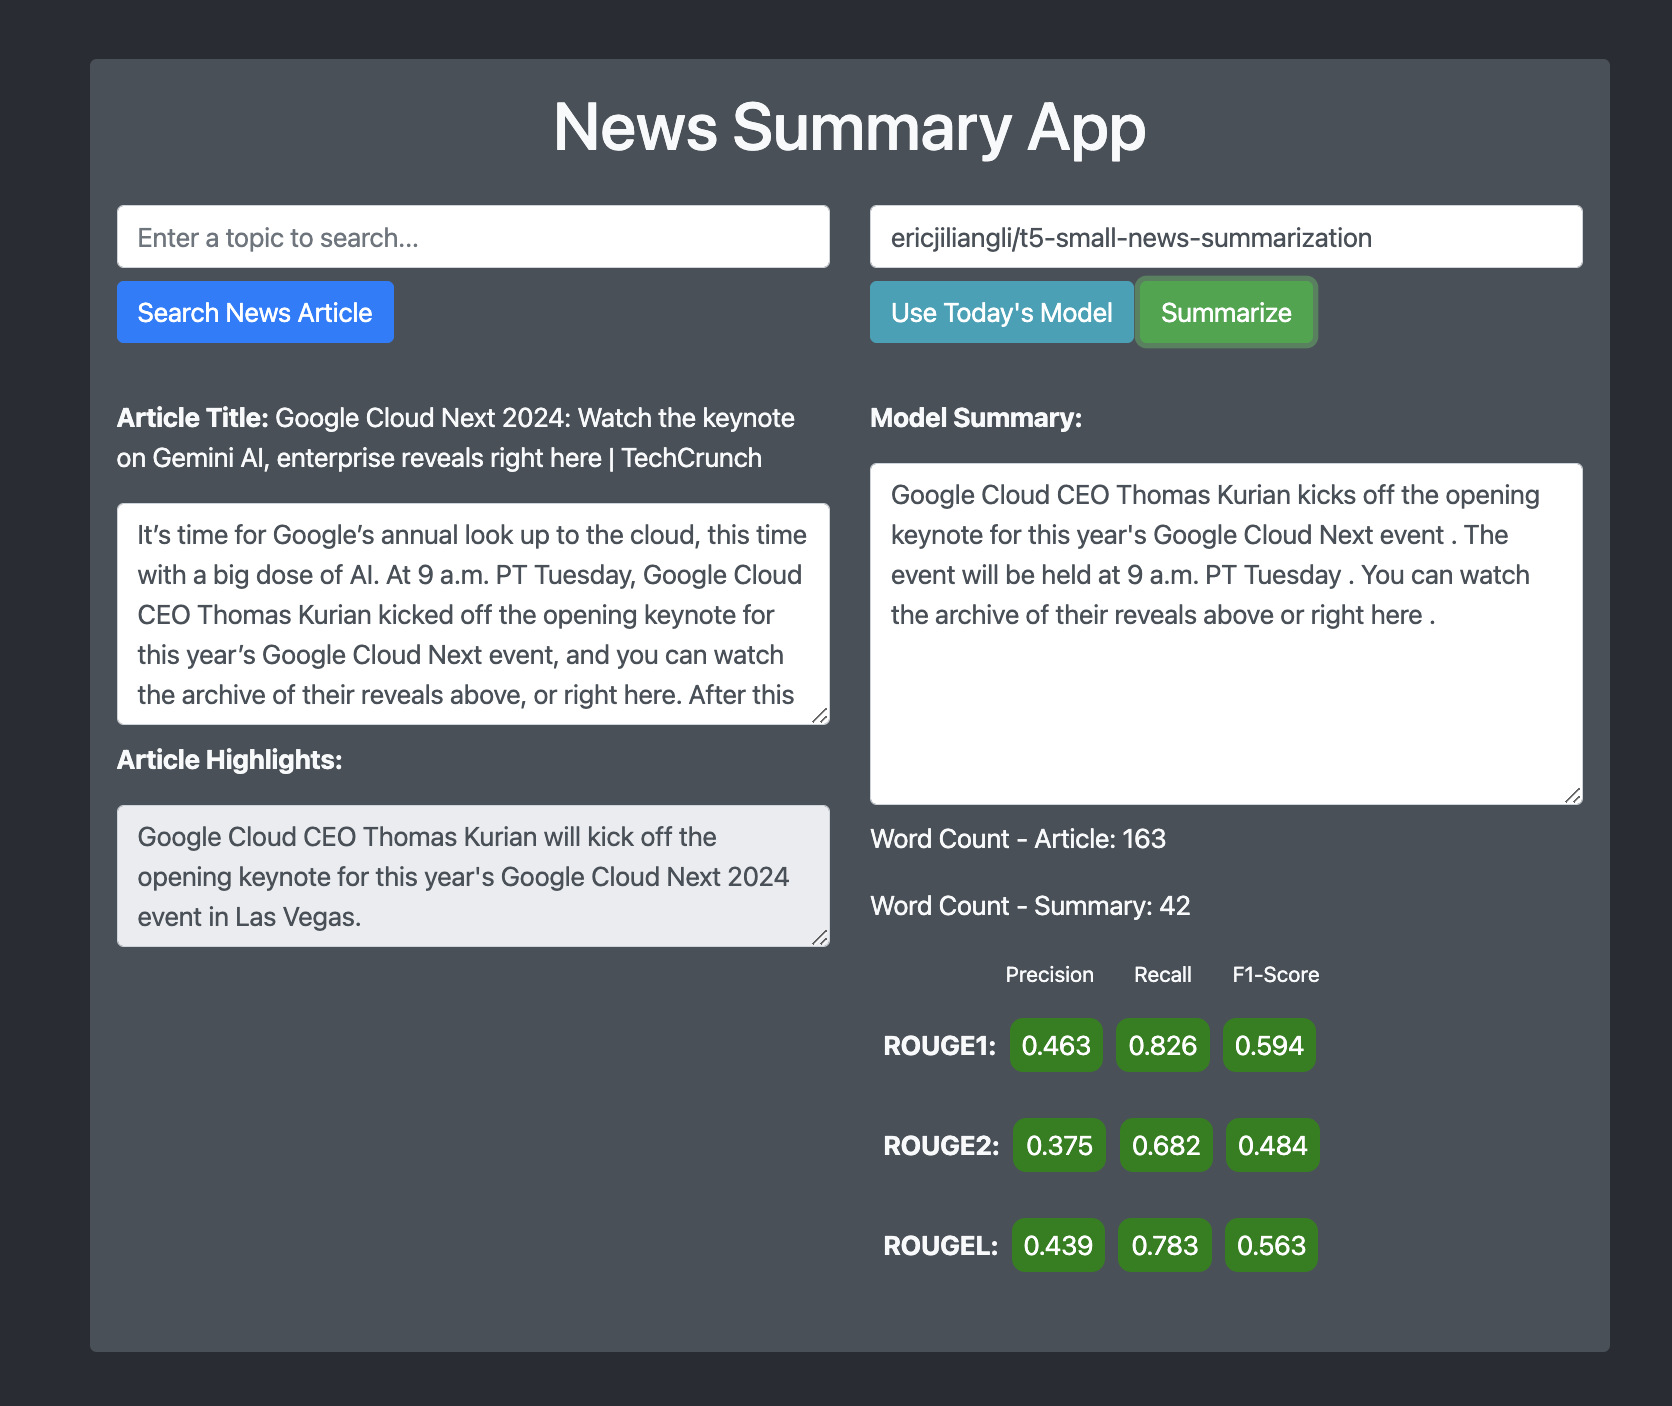 News Summary App
Enter a topic to search...
Search News Article
ericjiliangli/t5-small-news-summarization
Use Today's Model
Summarize
Article Title: Google Cloud Next 2024: Watch the keynote
on Gemini AI, enterprise reveals right here | TechCrunch
It’s time for Google’s annual look up to the cloud, this time
with a big dose of AI. At 9 a.m. PT Tuesday, Google Cloud
CEO Thomas Kurian kicked off the opening keynote for
this year’s Google Cloud Next event, and you can watch
the archive of their reveals above, or right here. After this
Article Highlights:
Google Cloud CEO Thomas Kurian will kick off the
opening keynote for this year's Google Cloud Next 2024
event in Las Vegas.
Model Summary:
Google Cloud CEO Thomas Kurian kicks off the opening
keynote for this year's Google Cloud Next event . The
event will be held at 9 a.m. PT Tuesday . You can watch
the archive of their reveals above or right here .
Word Count - Article: 163
Word Count - Summary: 42
Precision Recall F1-Score
ROUGE1: 0.463 0.826 0.594
ROUGE2: 0.375 0.682 0.484
ROUGEL: 0.439 0.783 0.563